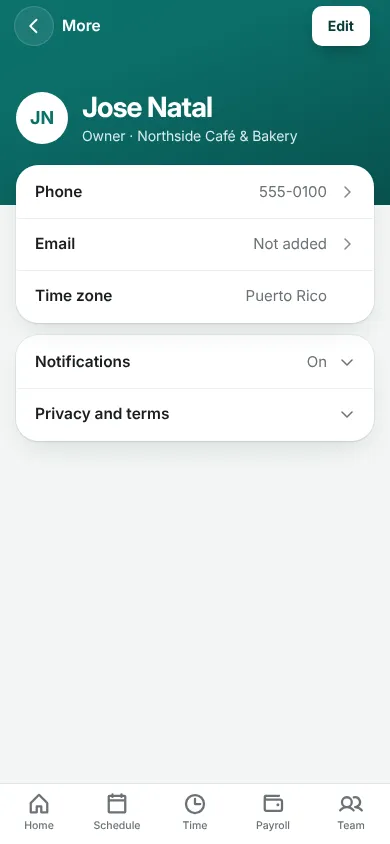 More
Edit
JN
Jose Natal
Owner · Northside Café & Bakery
Phone 555-0100
Email Not added
Time zone Puerto Rico
Notifications On
Privacy and terms
Home Schedule Time Payroll Team